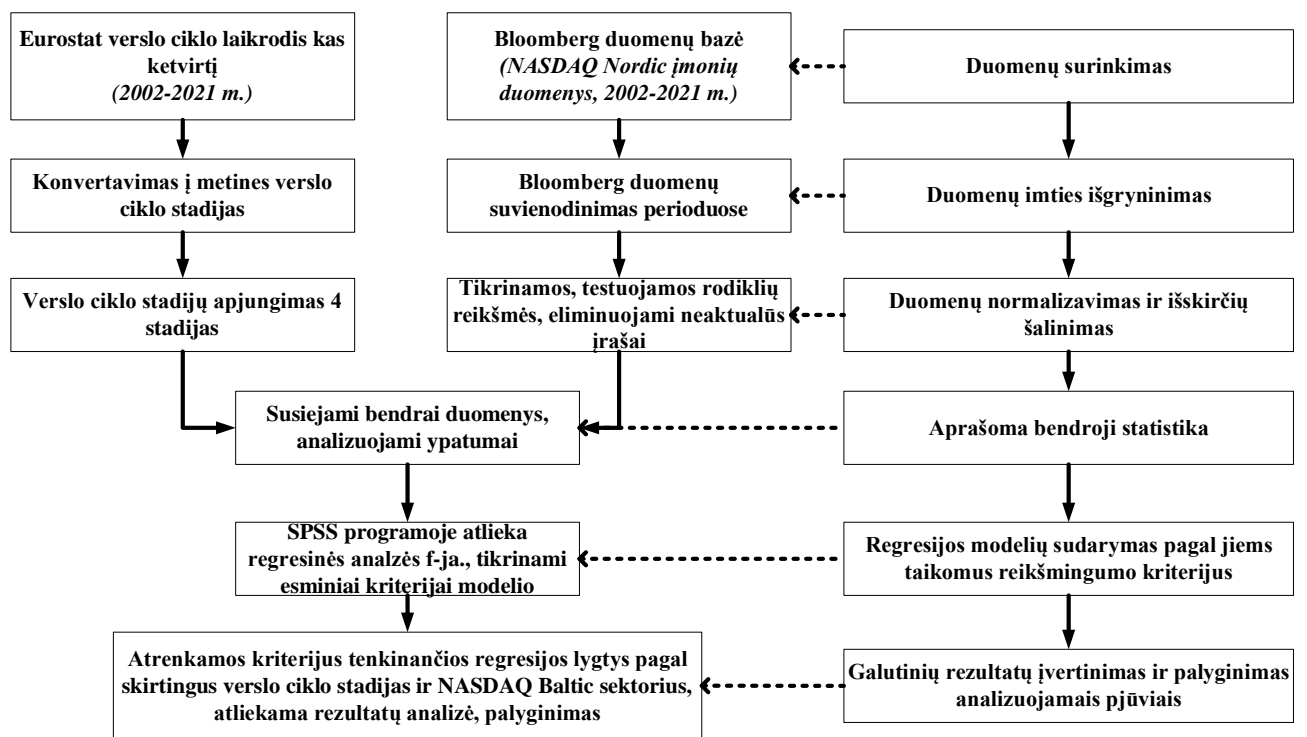 Eurostat verslo ciklo laikrodis kas
ketvirtį
(2002-2021 m.)
Bloomberg duomenų bazė
(NASDAQ Nordic įmonių
duomenys, 2002-2021 m.)
Duomenų surinkimas
Konvertavimas į metines verslo
ciklo stadijas
Bloomberg duomenų
suvienodinimas perioduose
Duomenų imties išgryninimas
Verslo ciklo stadijų apjungimas 4
stadijas
Tikrinamos, testuojamos rodiklių
reikšmės, eliminuojami neaktualūs
įrašai
Duomenų normalizavimas ir išskirčių
šalinimas
Susiejami bendrai duomenys,
analizuojami ypatumai
Aprašoma bendroji statistika
SPSS programoje atlieka
regresinės analzės f-ja., tikrinami
esminiai kriterijai modelio
Regresijos modelių sudarymas pagal jiems
taikomus reikšmingumo kriterijus
Atrenkamos kriterijus tenkinančios regresijos lygtys pagal
skirtingus verslo ciklo stadijas ir NASDAQ Baltic sektorius,
atliekama rezultatų analizė, palyginimas
Galutinių rezultatų įvertinimas ir palyginimas
analizuojamais pjūviais